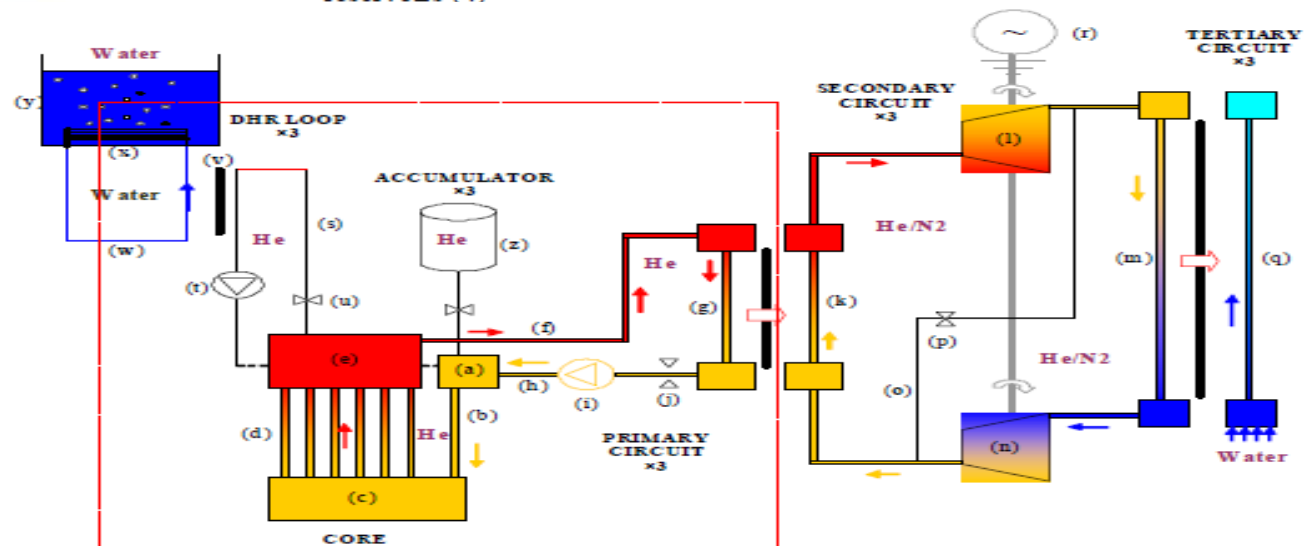 Water
(y)
(x)
Water
(w)
DHR LOOP
×3
(v)
He
(s)
(t)
(u)
ACCUMULATOR
×3
He
(z)
He
(f)
(e)
(a)
(h)
(i)
(j)
(g)
(d)
He
(b)
(c)
CORE
PRIMARY
CIRCUIT
×3
SECONDARY
CIRCUIT
×3
~
(r)
(l)
He/N2
(k)
(p)
(o)
He/N2
(n)
(m)
TERTIARY
CIRCUIT
×3
(q)
Water